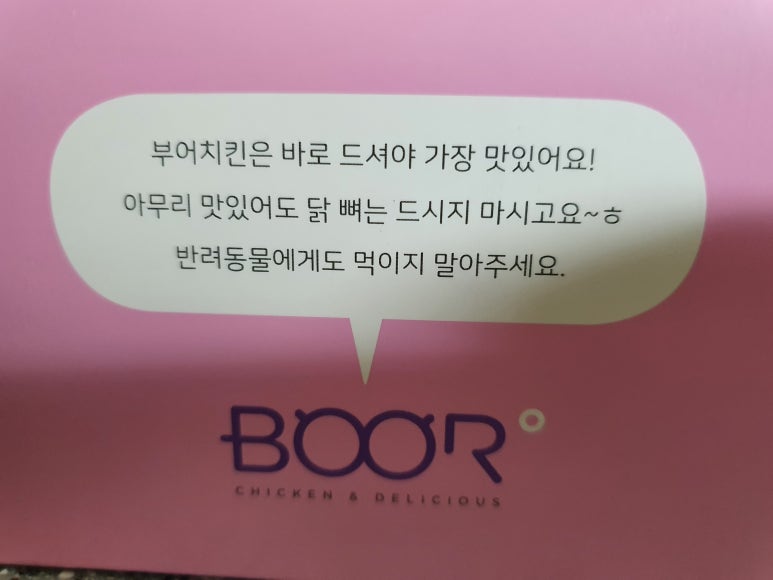 부어치킨은 바로 드셔야 가장 맛있어요!
아무리 맛있어도 닭 뼈는 드시지 마시고요~ㅎ
반려동물에게도 먹이지 말아주세요.
BOOR
CHICKEN & DELICIOUS